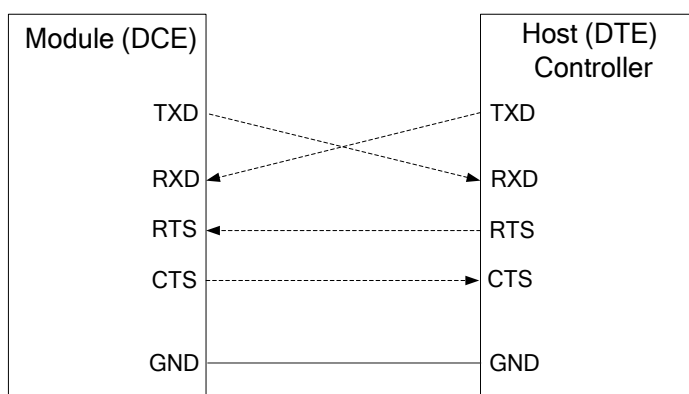 Module (DCE)
Host (DTE)
Controller
TXD
TXD
RXD
RXD
RTS
RTS
CTS
CTS
GND
GND